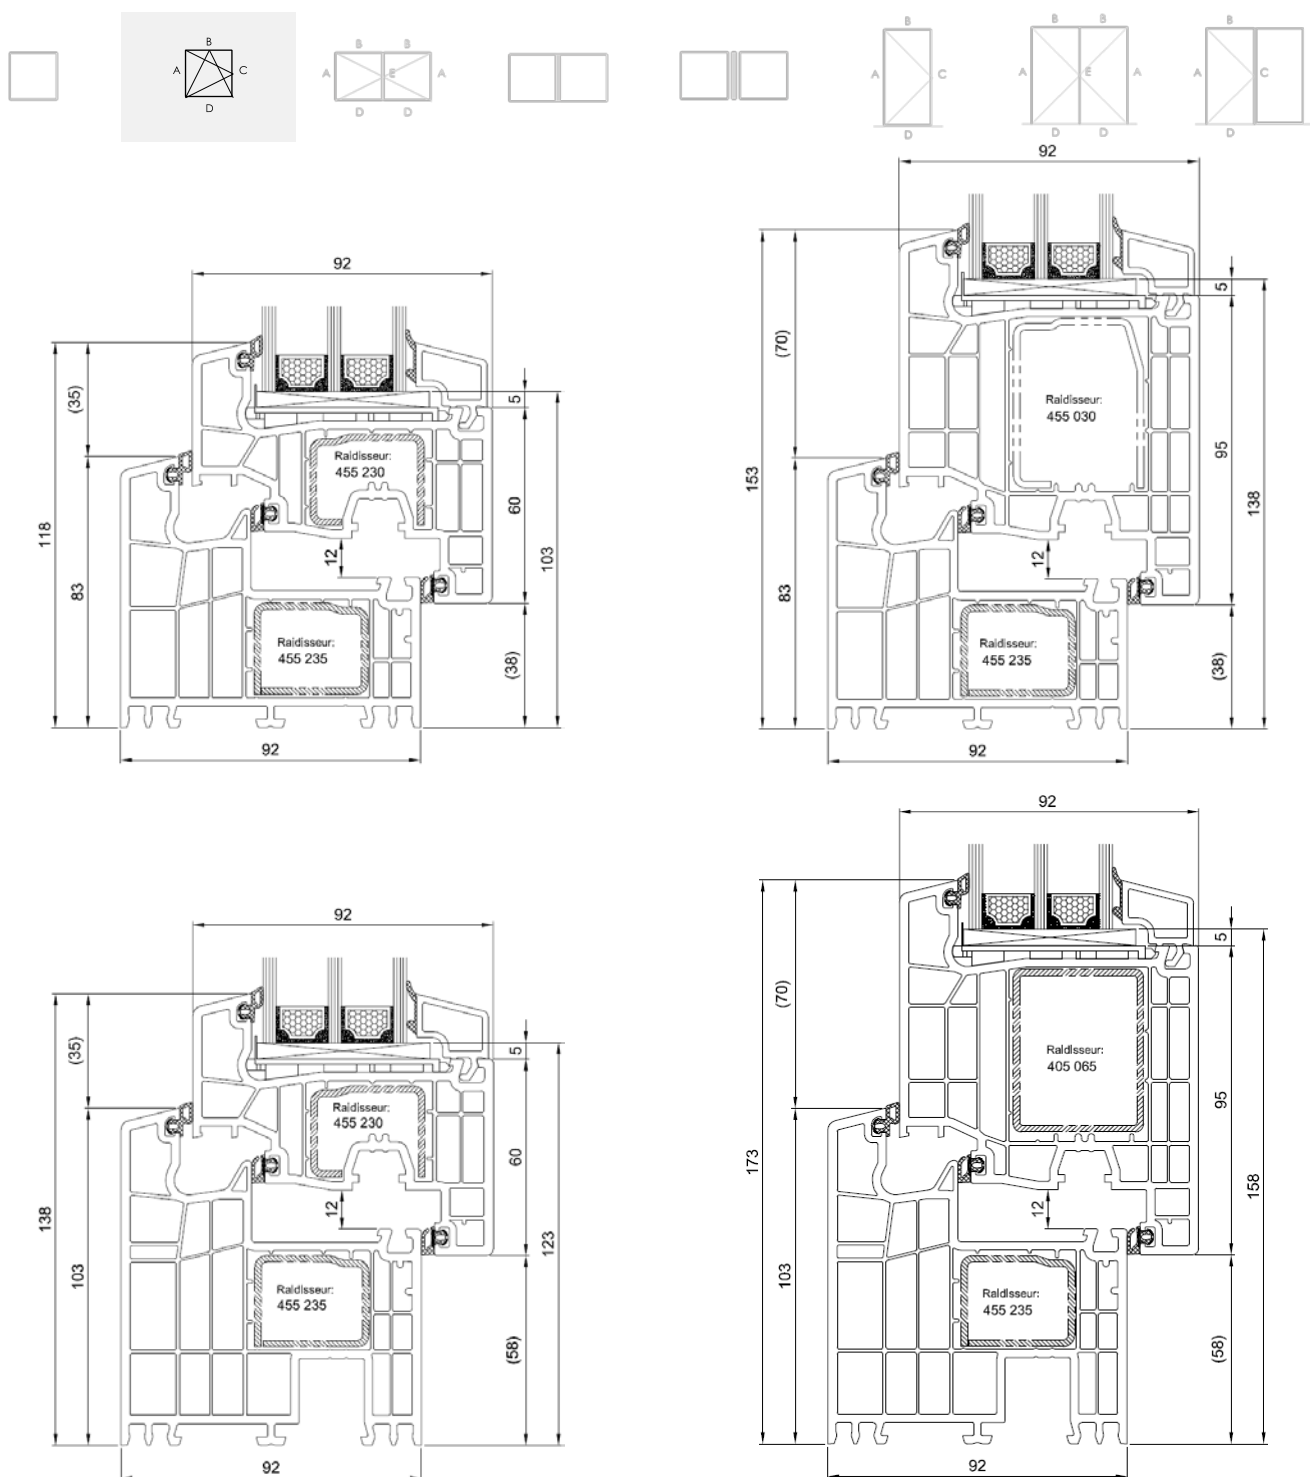 B
B B
B
B B
B
A C
A E A
A C
A E A
A C
D
D D
D
D D
D
92
92
(35)
5
Raidisseur:
455 230
118
83
60
103
12
Raidisseur:
455 235
(38)
92
(70)
5
Raidisseur:
455 030
153
95
138
12
83
Raidisseur:
455 235
(38)
92
92
92
(35)
5
Raidisseur:
455 230
60
138
12
123
103
Raidisseur:
455 235
(58)
92
(70)
5
Raidisseur:
405 065
95
173
158
12
103
Raidisseur:
455 235
(58)
92